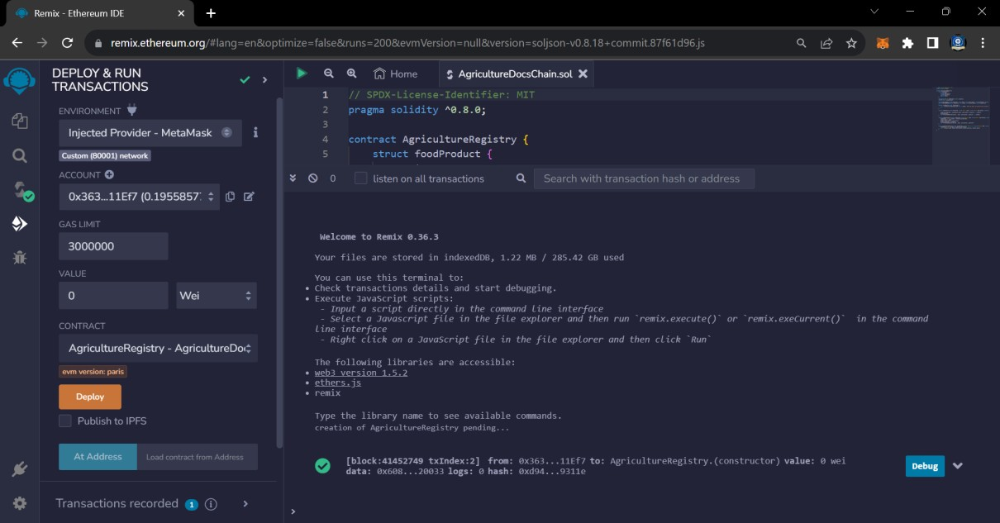 Remix - Ethereum IDE
remix.ethereum.org/#lang=en&optimize=false&runs=200&evmVersion=null&version=soljson-v0.8.18+commit.87f61d96.js
DEPLOY & RUN
TRANSACTIONS
ENVIRONMENT
Injected Provider - MetaMask
Custom (80001) network
ACCOUNT
0x363...11Ef7 (0.1955857
GAS LIMIT
3000000
VALUE
0
Wei
CONTRACT
AgricultureRegistry - AgricultureDoc
evm version: paris
Deploy
Publish to IPFS
At Address
Load contract from Address
Transactions recorded 1
Home
AgricultureDocsChain.sol
1 // SPDX-License-Identifier: MIT
2 pragma solidity ^0.8.0;
3
4 contract AgricultureRegistry {
5 struct foodProduct {
0
listen on all transactions
Search with transaction hash or address
Welcome to Remix 0.36.3
Your files are stored in indexedDB, 1.22 MB / 285.42 GB used
You can use this terminal to:
• Check transactions details and start debugging.
• Execute JavaScript scripts:
- Input a script directly in the command line interface
- Select a Javascript file in the file explorer and then run `remix.execute()` or `remix.exeCurrent()` in the command
line interface
- Right click on a JavaScript file in the file explorer and then click `Run`
The following libraries are accessible:
• web3 version 1.5.2
• ethers.js
• remix
Type the library name to see available commands.
creation of AgricultureRegistry pending...
[block:41452749 txIndex:2] from: 0x363...11Ef7 to: AgricultureRegistry.(constructor) value: 0 wei
data: 0x608...20033 logs: 0 hash: 0xd94...9311e
Debug
>